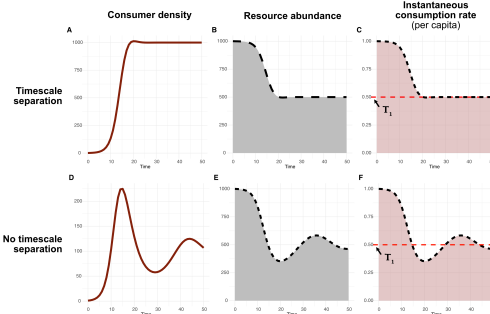 Consumer density
Resource abundance
Instantaneous
consumption rate
(per capita)
Timescale
separation
A
1000
750
500
250
0
0 10 20 30 40 50
Time
B
1000
750
500
250
0
0 10 20 30 40 50
Time
C
1.00
0.75
0.50
0.25
0.00
T1
0 10 20 30 40 50
Time
No timescale
separation
D
200
150
100
50
0
0 10 20 30 40 50
Time
E
1000
750
500
250
0
0 10 20 30 40 50
Time
F
1.00
0.75
0.50
0.25
0.00
T1
0 10 20 30 40 50
Time